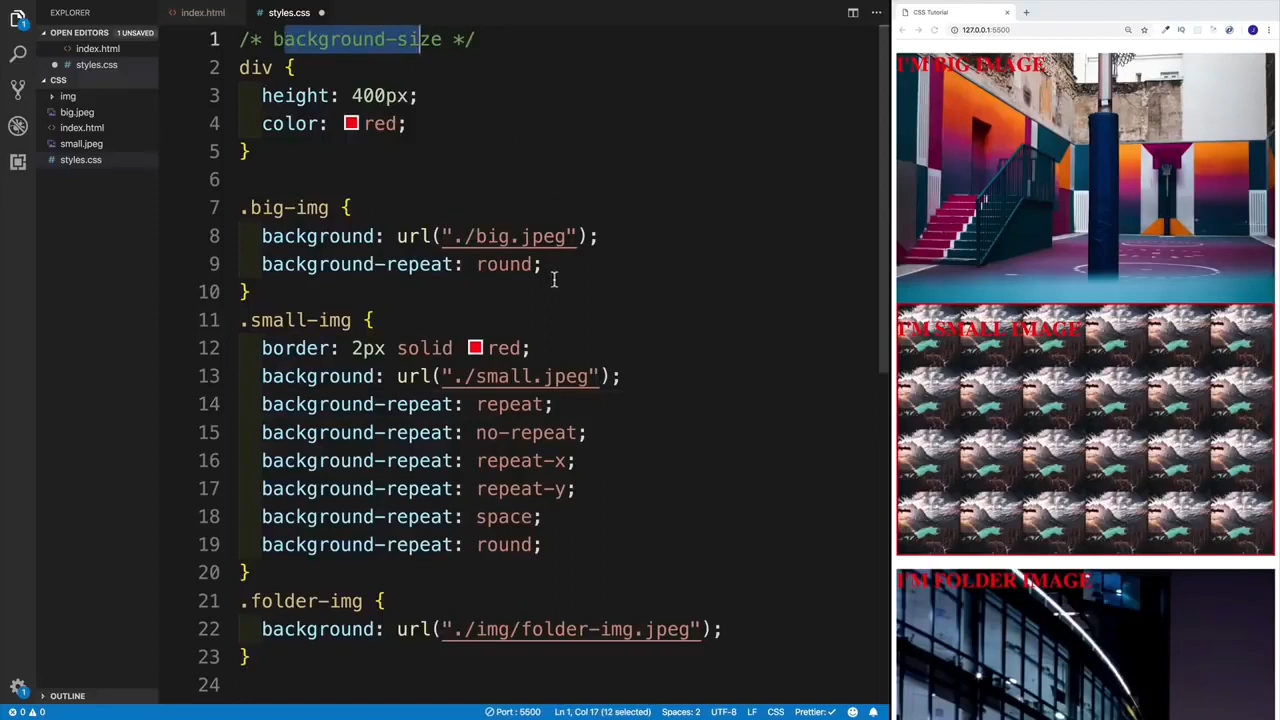 EXPLORER
index.html
styles.css
CSS Tutorial
OPEN EDITORS 1 UNSAVED
index.html
styles.css
CSS
img
big.jpeg
index.html
small.jpeg
styles.css
OUTLINE
1 /* background-size */
2 div {
3 height: 400px;
4 color: red;
5 }
6
7 .big-img {
8 background: url("./big.jpeg");
9 background-repeat: round;
10 }
11 .small-img {
12 border: 2px solid red;
13 background: url("./small.jpeg");
14 background-repeat: repeat;
15 background-repeat: no-repeat;
16 background-repeat: repeat-x;
17 background-repeat: repeat-y;
18 background-repeat: space;
19 background-repeat: round;
20 }
21 .folder-img {
22 background: url("./img/folder-img.jpeg");
23 }
24
127.0.0.1:5500
I'M BIG IMAGE
I'M SMALL IMAGE
I'M FOLDER IMAGE
0 0 Port : 5500 Ln 1, Col 17 (12 selected) Spaces: 2 UTF-8 LF CSS Prettier: ✓